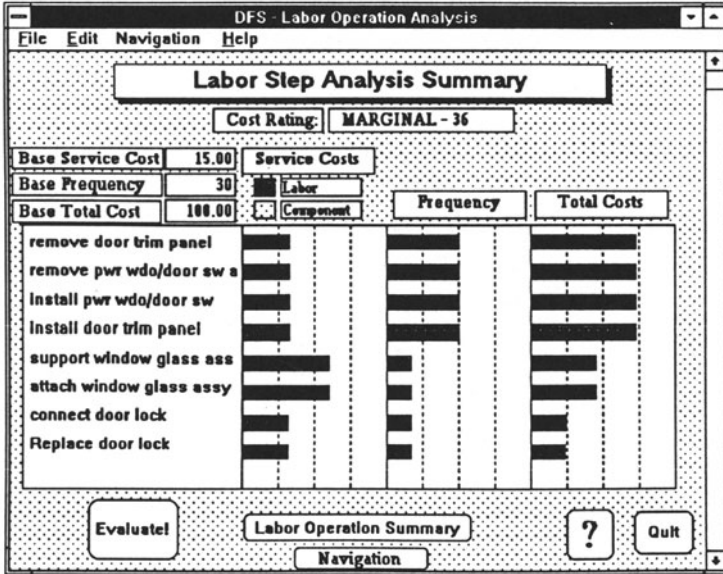 DFS - Labor Operation Analysis
File Edit Navigation Help
Labor Step Analysis Summary
Cost Rating: MARGINAL - 36
Base Service Cost 15.00 Service Costs
Base Frequency 30 Labor
Base Total Cost 100.00 Component Frequency Total Costs
remove door trim panel
remove pwr wdo/door sw a
Install pwr wdo/door sw
Install door trim panel
support window glass ass
attach window glass assy
connect door lock
Replace door lock
Evaluate! Labor Operation Summary ? Quit
Navigation